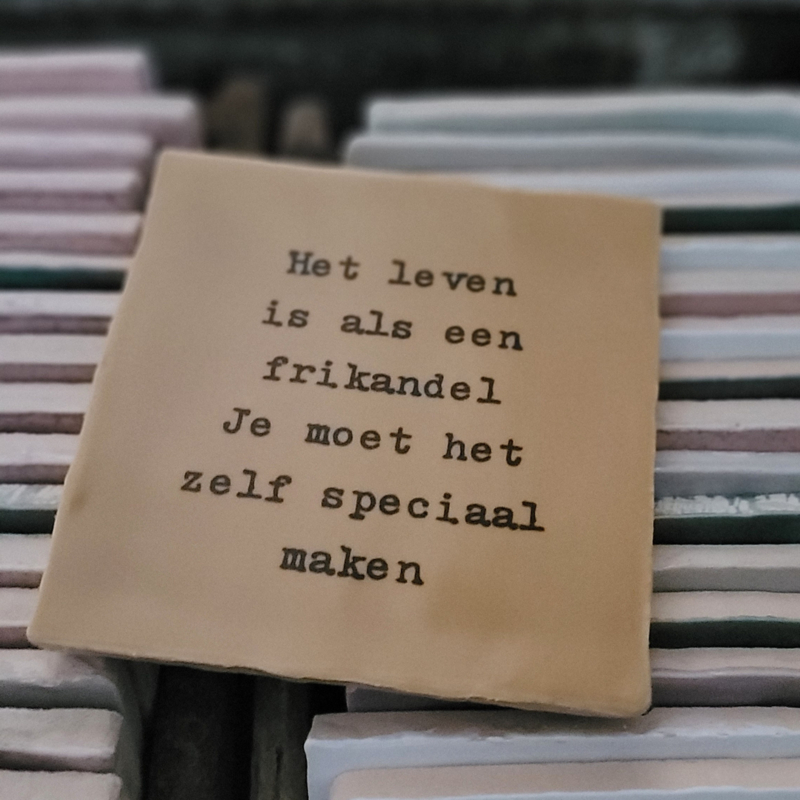 Het leven
is als een
frikandel
Je moet het
zelf speciaal
maken